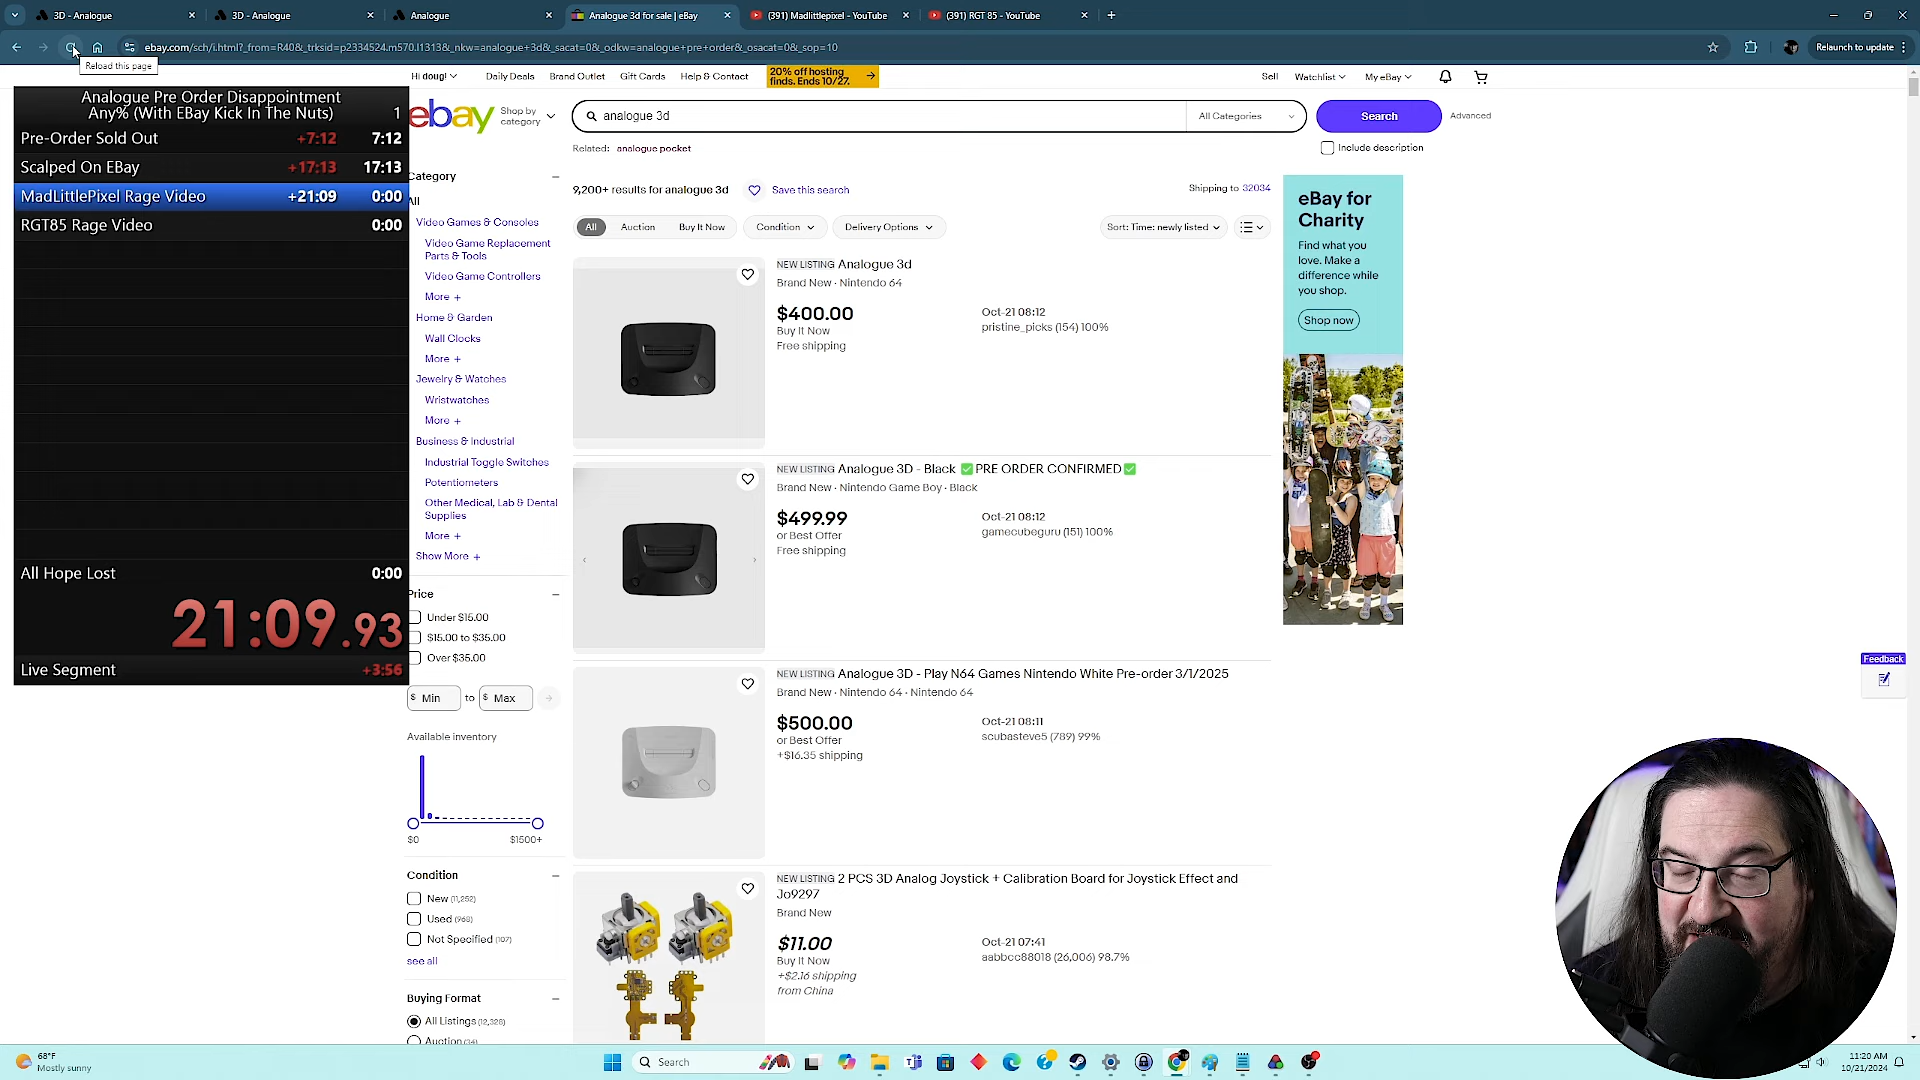 3D - Analogue
3D - Analogue
Analogue
Analogue 3d for sale | eBay
(391) Madlittlepixel - YouTube
(391) RGT 85 - YouTube
ebay.com/sch/i.html?_from=R40&_trksid=p2334524.m570.l1313&_nkw=analogue+3d&_sacat=0&_odkw=analogue+pre+order&_osacat=0&_sop=10
Relaunch to update
Reload this page
Hi doug!
Daily Deals
Brand Outlet
Gift Cards
Help & Contact
20% off hosting
finds. Ends 10/27.
Sell
Watchlist
My eBay
Analogue Pre Order Disappointment
Any% (With EBay Kick In The Nuts)
1
Pre-Order Sold Out +7:12 7:12
Scalped On EBay +17:13 17:13
MadLittlePixel Rage Video +21:09 0:00
RGT85 Rage Video 0:00
All Hope Lost 0:00
21:09.93
Live Segment +3:56
ebay
Shop by
category
analogue 3d
All Categories
Search
Advanced
Related: analogue pocket
Include description
9,200+ results for analogue 3d
Save this search
Shipping to 32034
All
Auction
Buy It Now
Condition
Delivery Options
Sort: Time: newly listed
Category
All
Video Games & Consoles
Video Game Replacement
Parts & Tools
Video Game Controllers
More +
Home & Garden
Wall Clocks
More +
Jewelry & Watches
Wristwatches
More +
Business & Industrial
Industrial Toggle Switches
Potentiometers
Other Medical, Lab & Dental
Supplies
More +
Show More +
Price
Under $15.00
$15.00 to $35.00
Over $35.00
$ Min to $ Max
Available inventory
$0 $1500+
Condition
New (11,252)
Used (968)
Not Specified (107)
see all
Buying Format
All Listings (12,328)
Auction (34)
NEW LISTING Analogue 3d
Brand New · Nintendo 64
$400.00
Buy It Now
Free shipping
Oct-21 08:12
pristine_picks (154) 100%
NEW LISTING Analogue 3D - Black ✅PRE ORDER CONFIRMED✅
Brand New · Nintendo Game Boy · Black
$499.99
or Best Offer
Free shipping
Oct-21 08:12
gamecubeguru (151) 100%
NEW LISTING Analogue 3D - Play N64 Games Nintendo White Pre-order 3/1/2025
Brand New · Nintendo 64 · Nintendo 64
$500.00
or Best Offer
+$16.35 shipping
Oct-21 08:11
scubasteve5 (789) 99%
NEW LISTING 2 PCS 3D Analog Joystick + Calibration Board for Joystick Effect and
Jo9297
Brand New
$11.00
Buy It Now
+$2.16 shipping
from China
Oct-21 07:41
aabbcc88018 (26,006) 98.7%
eBay for
Charity
Find what you
love. Make a
difference while
you shop.
Shop now
Feedback
68°F
Mostly sunny
Search
11:20 AM
10/21/2024